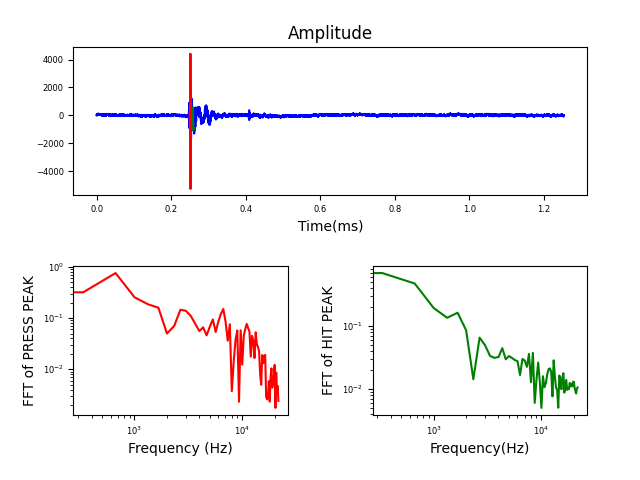 Amplitude
4000
2000
0
−2000
−4000
0.0 0.2 0.4 0.6 0.8 1.0 1.2
Time(ms)
FFT of PRESS PEAK
10⁰
10⁻¹
10⁻²
10³ 10⁴
Frequency (Hz)
FFT of HIT PEAK
10⁻¹
10⁻²
10³ 10⁴
Frequency(Hz)